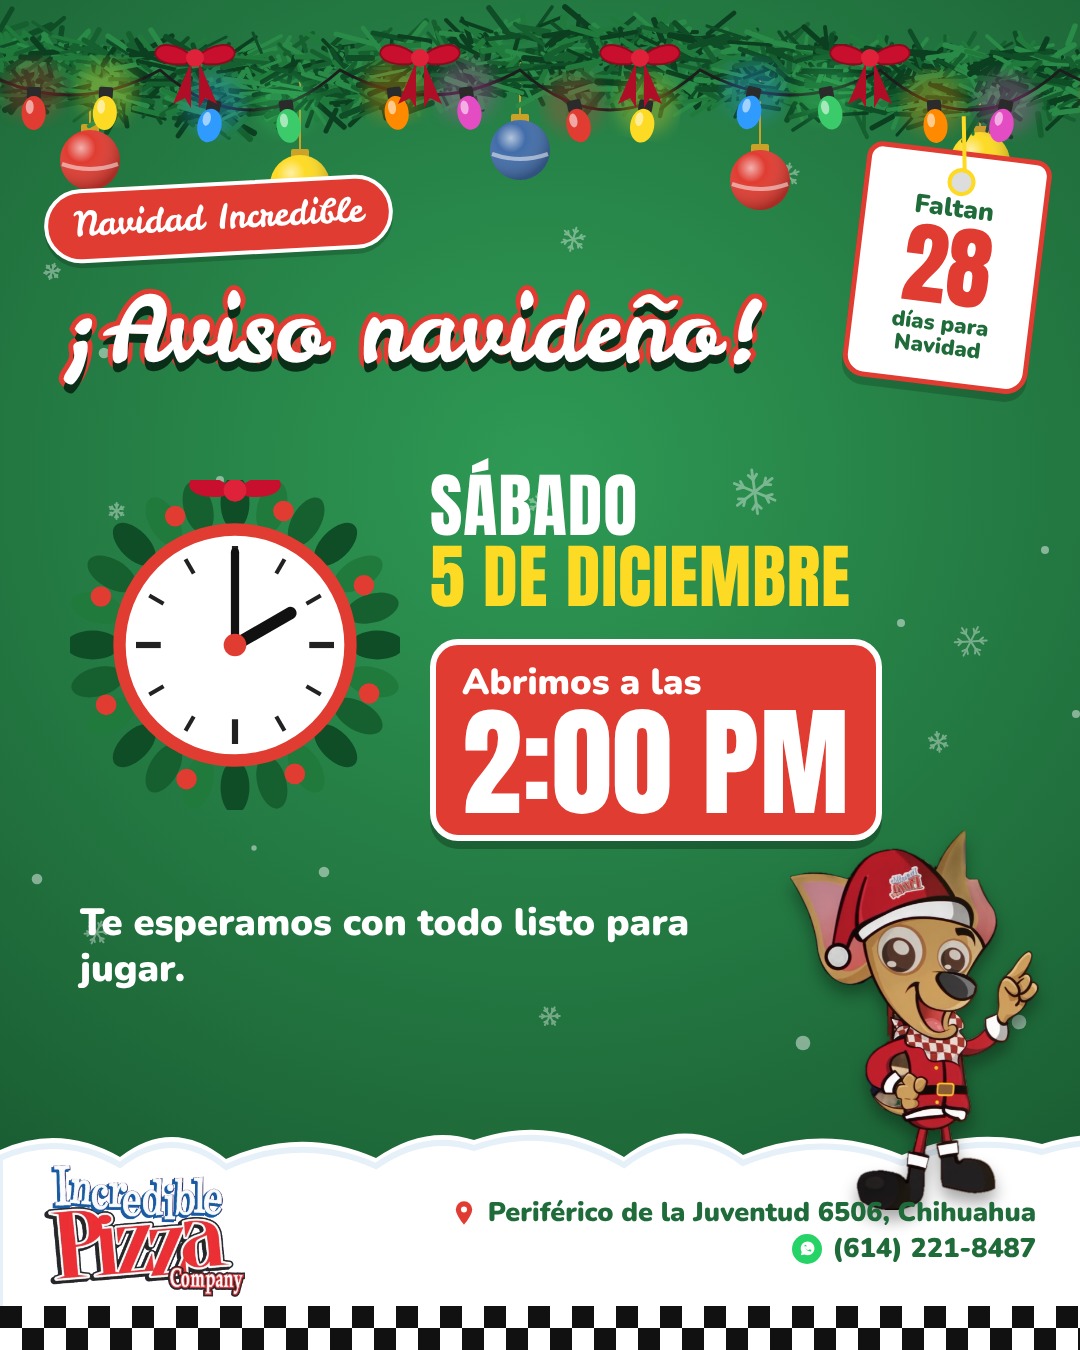 Navidad Incredible
Faltan
28
días para
Navidad
¡Aviso navideño!
SÁBADO
5 DE DICIEMBRE
Abrimos a las
2:00 PM
Te esperamos con todo listo para
jugar.
Incredible
Pizza
Company
Periférico de la Juventud 6506, Chihuahua
(614) 221-8487